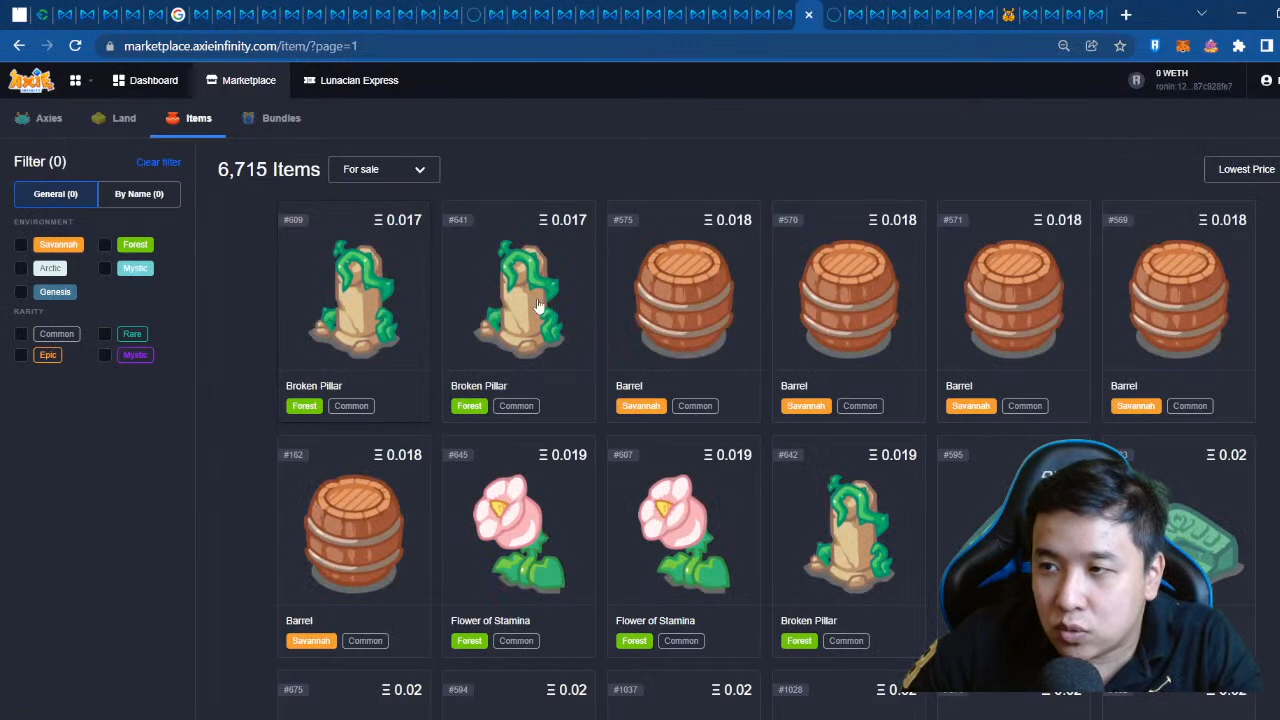 marketplace.axieinfinity.com/item/?page=1
AXIE
Dashboard
Marketplace
Lunacian Express
0 WETH
ronin:12...87c928fe7
Axies
Land
Items
Bundles
Filter (0)
Clear filter
6,715 Items
For sale
Lowest Price
General (0)
By Name (0)
ENVIRONMENT
Savannah
Forest
Arctic
Mystic
Genesis
RARITY
Common
Rare
Epic
Mystic
#609 Ξ 0.017
#641 Ξ 0.017
#575 Ξ 0.018
#570 Ξ 0.018
#571 Ξ 0.018
#569 Ξ 0.018
Broken Pillar
Broken Pillar
Barrel
Barrel
Barrel
Barrel
Forest Common
Forest Common
Savannah Common
Savannah Common
Savannah Common
Savannah Common
#162 Ξ 0.018
#645 Ξ 0.019
#607 Ξ 0.019
#642 Ξ 0.019
#595
Ξ 0.02
Barrel
Flower of Stamina
Flower of Stamina
Broken Pillar
Savannah Common
Forest Common
Forest Common
Forest Common
#675 Ξ 0.02
#594 Ξ 0.02
#1037 Ξ 0.02
#1028